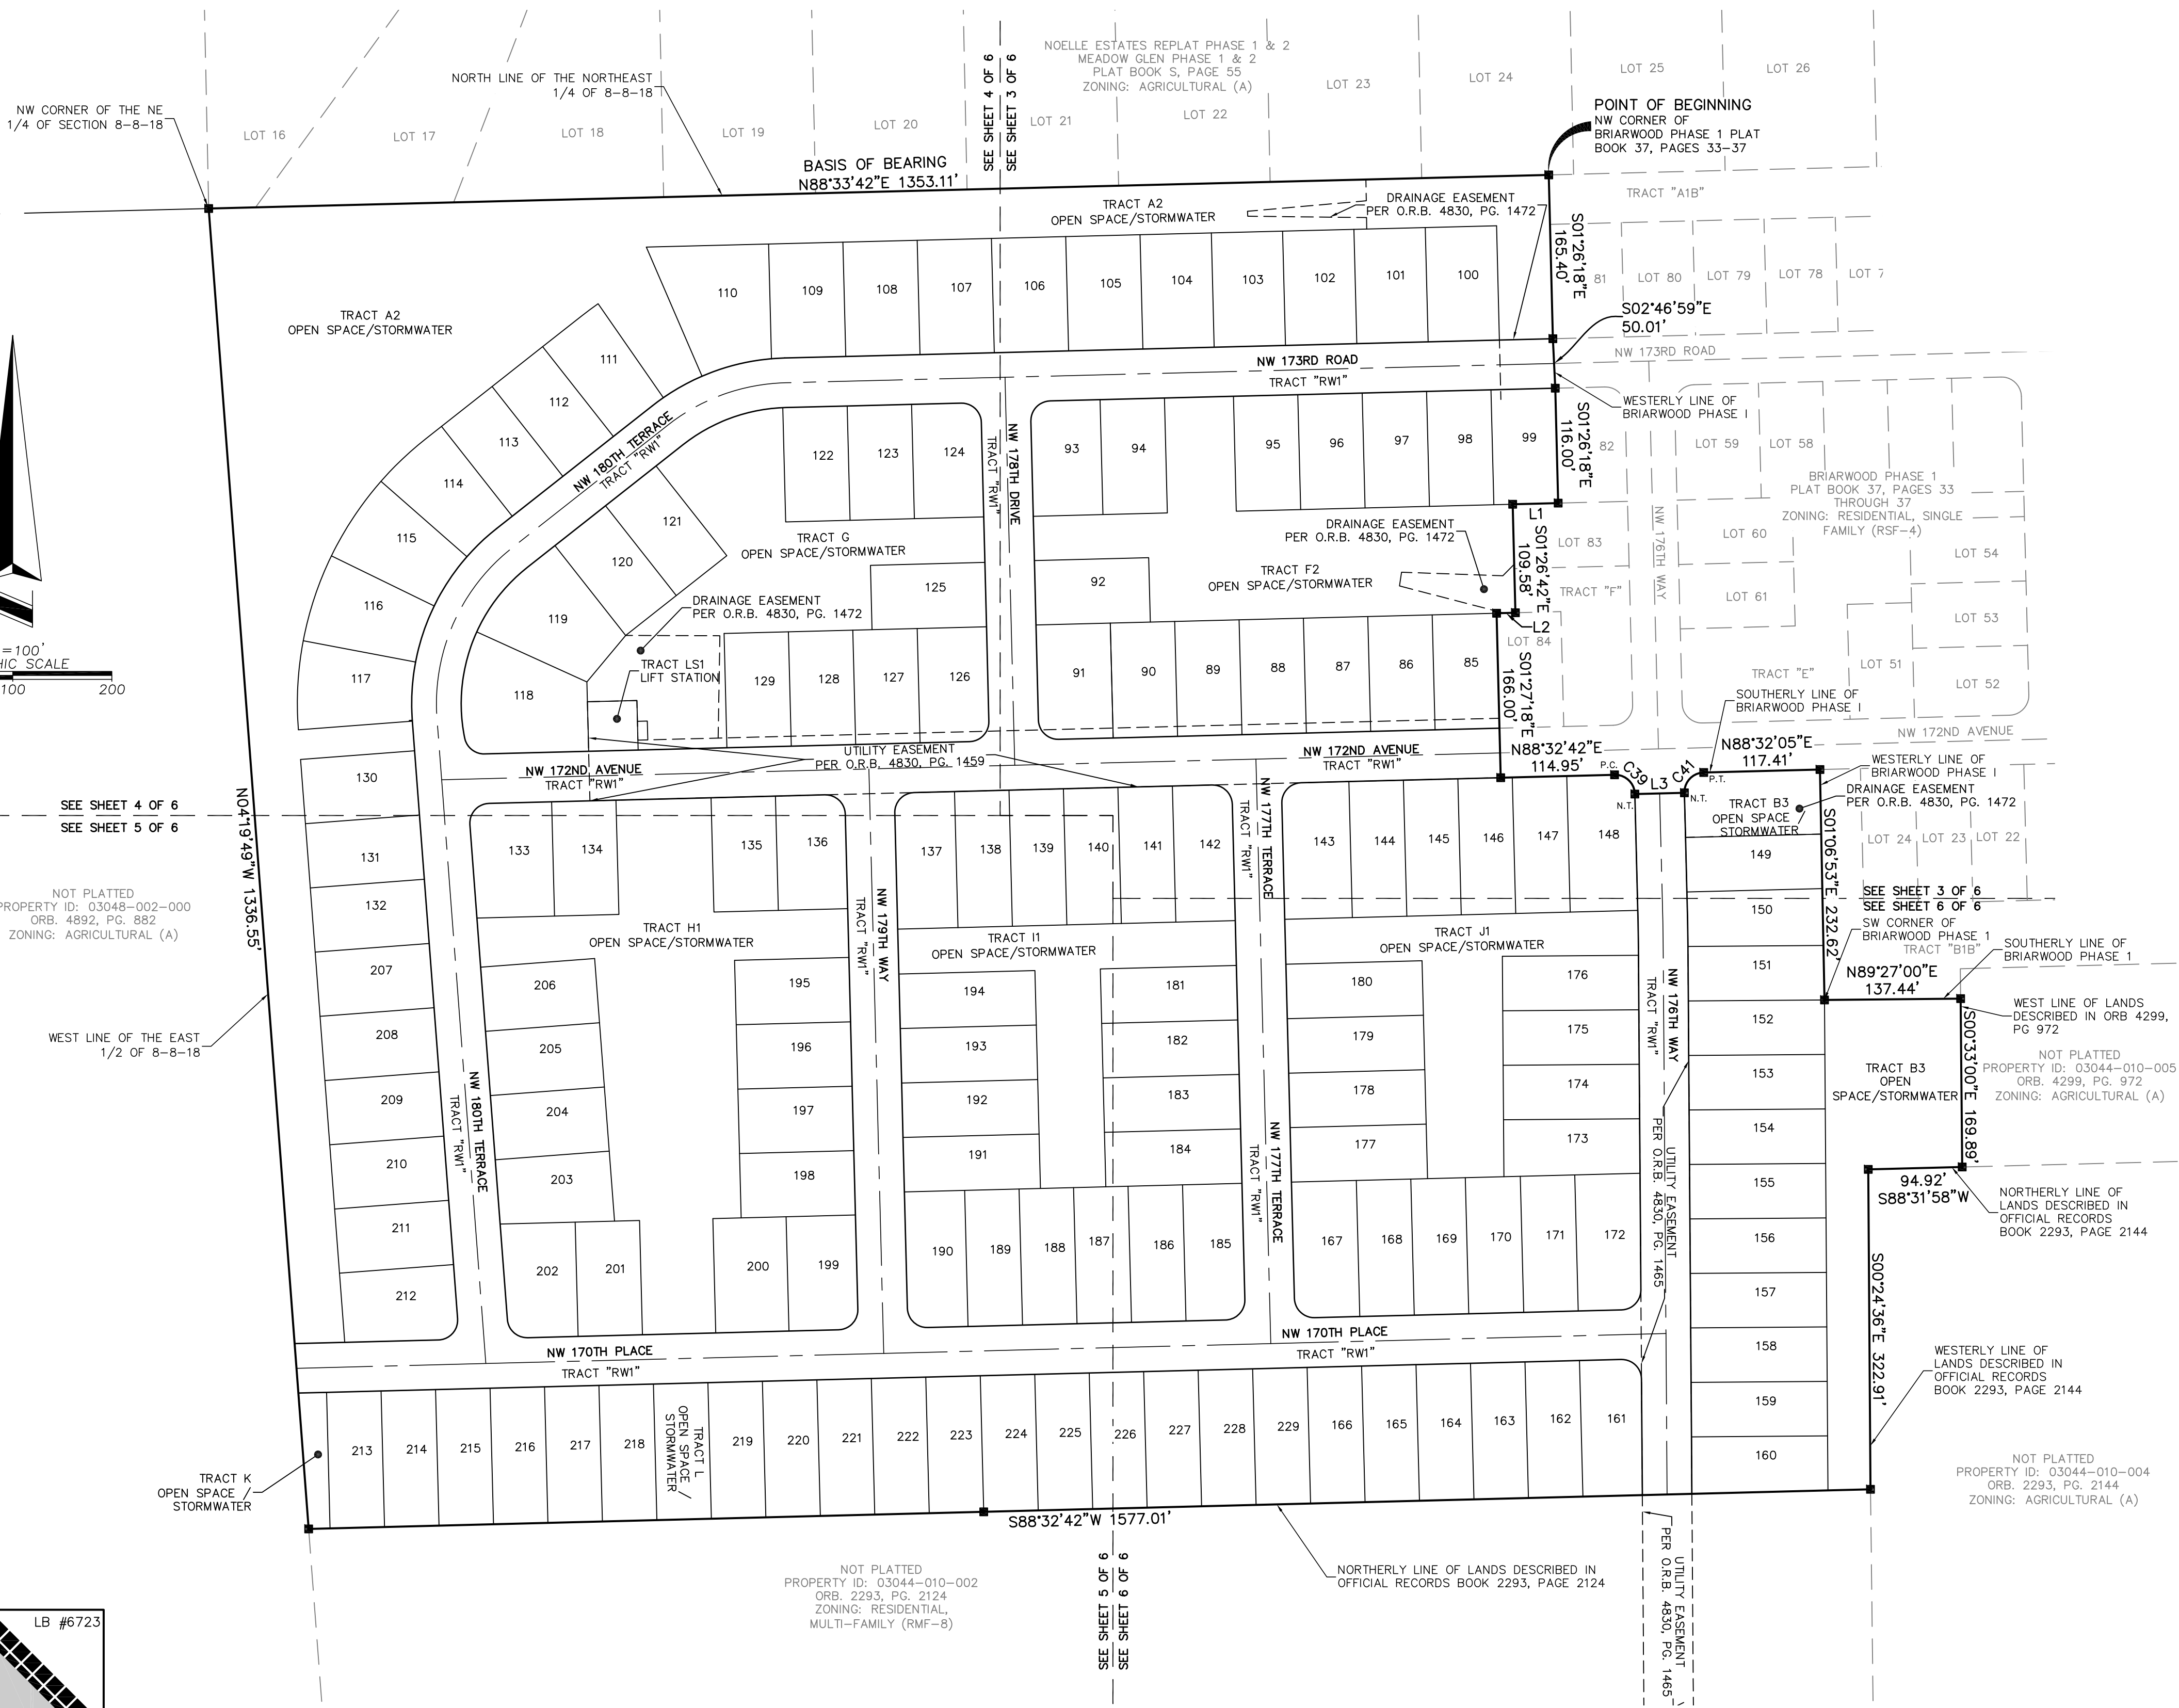 NOELLE ESTATES REPLAT PHASE 1 & 2
MEADOW GLEN PHASE 1 & 2
PLAT BOOK S, PAGE 55
ZONING: AGRICULTURAL (A)
SEE SHEET 4 OF 6
SEE SHEET 3 OF 6
NORTH LINE OF THE NORTHEAST
1/4 OF 8-8-18
NW CORNER OF THE NE
1/4 OF SECTION 8-8-18
LOT 16
LOT 17
LOT 18
LOT 19
LOT 20
LOT 21
LOT 22
LOT 23
LOT 24
LOT 25
LOT 26
POINT OF BEGINNING
NW CORNER OF
BRIARWOOD PHASE 1 PLAT
BOOK 37, PAGES 33-37
BASIS OF BEARING
N88°33'42"E 1353.11'
TRACT A2
OPEN SPACE/STORMWATER
DRAINAGE EASEMENT
PER O.R.B. 4830, PG. 1472
TRACT "A1B"
S01°26'18"E
165.40'
81
LOT 80
LOT 79
LOT 78
LOT 7
S02°46'59"E
50.01'
TRACT A2
OPEN SPACE/STORMWATER
110
109
108
107
106
105
104
103
102
101
100
NW 173RD ROAD
TRACT "RW1"
NW 173RD ROAD
WESTERLY LINE OF
BRIARWOOD PHASE I
111
112
113
114
115
116
117
NW 180TH TERRACE
TRACT "RW1"
122
123
124
TRACT "RW1"
NW 178TH DRIVE
93
94
95
96
97
98
99
S01°26'18"E
116.00'
82
LOT 59
LOT 58
BRIARWOOD PHASE 1
PLAT BOOK 37, PAGES 33
THROUGH 37
ZONING: RESIDENTIAL, SINGLE
FAMILY (RSF-4)
121
120
119
118
TRACT G
OPEN SPACE/STORMWATER
125
92
DRAINAGE EASEMENT
PER O.R.B. 4830, PG. 1472
TRACT F2
OPEN SPACE/STORMWATER
L1
S01°26'42"E
109.58'
L2
LOT 83
TRACT "F"
LOT 84
NW 176TH WAY
LOT 60
LOT 61
LOT 54
LOT 53
LOT 51
LOT 52
TRACT "E"
DRAINAGE EASEMENT
PER O.R.B. 4830, PG. 1472
TRACT LS1
LIFT STATION
129
128
127
126
91
90
89
88
87
86
85
S01°27'18"E
166.00'
SOUTHERLY LINE OF
BRIARWOOD PHASE I
=100'
HIC SCALE
100
200
NW 172ND AVENUE
TRACT "RW1"
UTILITY EASEMENT
PER O.R.B. 4830, PG. 1459
NW 172ND AVENUE
TRACT "RW1"
N88°32'42"E
114.95'
P.C.
C39
N.T.
L3
C41
N.T.
P.T.
N88°32'05"E
117.41'
NW 172ND AVENUE
WESTERLY LINE OF
BRIARWOOD PHASE I
DRAINAGE EASEMENT
PER O.R.B. 4830, PG. 1472
TRACT B3
OPEN SPACE
STORMWATER
LOT 24
LOT 23
LOT 22
SEE SHEET 4 OF 6
SEE SHEET 5 OF 6
N04°19'49"W 1336.55'
NOT PLATTED
PROPERTY ID: 03048-002-000
ORB. 4892, PG. 882
ZONING: AGRICULTURAL (A)
130
131
132
207
208
209
210
211
212
133
134
135
136
TRACT H1
OPEN SPACE/STORMWATER
TRACT "RW1"
NW 179TH WAY
137
138
139
140
141
142
TRACT I1
OPEN SPACE/STORMWATER
TRACT "RW1"
NW 177TH TERRACE
143
144
145
146
147
148
TRACT J1
OPEN SPACE/STORMWATER
149
150
151
152
153
154
155
156
157
158
159
160
S01°06'53"E 232.62'
SEE SHEET 3 OF 6
SEE SHEET 6 OF 6
SW CORNER OF
BRIARWOOD PHASE 1
TRACT "B1B"
SOUTHERLY LINE OF
BRIARWOOD PHASE 1
N89°27'00"E
137.44'
WEST LINE OF LANDS
DESCRIBED IN ORB 4299,
PG 972
S00°33'00"E 169.89'
NOT PLATTED
PROPERTY ID: 03044-010-005
ORB. 4299, PG. 972
ZONING: AGRICULTURAL (A)
TRACT B3
OPEN
SPACE/STORMWATER
94.92'
S88°31'58"W
NORTHERLY LINE OF
LANDS DESCRIBED IN
OFFICIAL RECORDS
BOOK 2293, PAGE 2144
S00°24'36"E 322.91'
WESTERLY LINE OF
LANDS DESCRIBED IN
OFFICIAL RECORDS
BOOK 2293, PAGE 2144
NOT PLATTED
PROPERTY ID: 03044-010-004
ORB. 2293, PG. 2144
ZONING: AGRICULTURAL (A)
WEST LINE OF THE EAST
1/2 OF 8-8-18
NW 180TH TERRACE
TRACT "RW1"
206
205
204
203
202
201
195
196
197
198
200
199
194
193
192
191
181
182
183
184
190
189
188
187
186
185
TRACT "RW1"
NW 177TH TERRACE
180
179
178
177
176
175
174
173
167
168
169
170
171
172
TRACT "RW1"
NW 176TH WAY
UTILITY EASEMENT
PER O.R.B. 4830, PG. 1465
NW 170TH PLACE
TRACT "RW1"
NW 170TH PLACE
TRACT "RW1"
213
214
215
216
217
218
TRACT L
OPEN SPACE /
STORMWATER
219
220
221
222
223
224
225
226
227
228
229
166
165
164
163
162
161
TRACT K
OPEN SPACE /
STORMWATER
S88°32'42"W 1577.01'
NOT PLATTED
PROPERTY ID: 03044-010-002
ORB. 2293, PG. 2124
ZONING: RESIDENTIAL,
MULTI-FAMILY (RMF-8)
SEE SHEET 5 OF 6
SEE SHEET 6 OF 6
NORTHERLY LINE OF LANDS DESCRIBED IN
OFFICIAL RECORDS BOOK 2293, PAGE 2124
UTILITY EASEMENT
PER O.R.B. 4830, PG. 1465
LB #6723